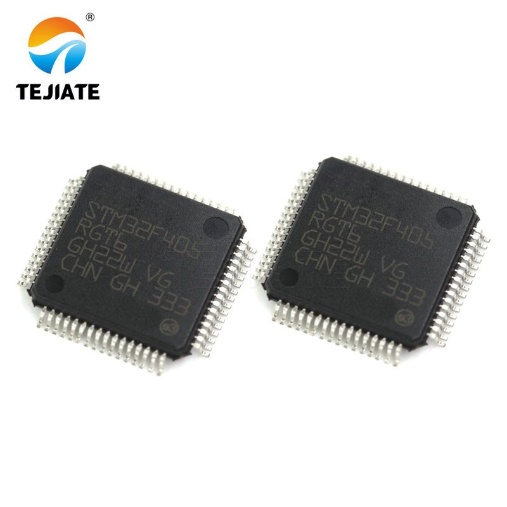 ®
TEJIATE
STM32F405
RGT6
GH22W VG
CHN GH 333
STM32F405
RGT6
GH22W VG
CHN GH 333